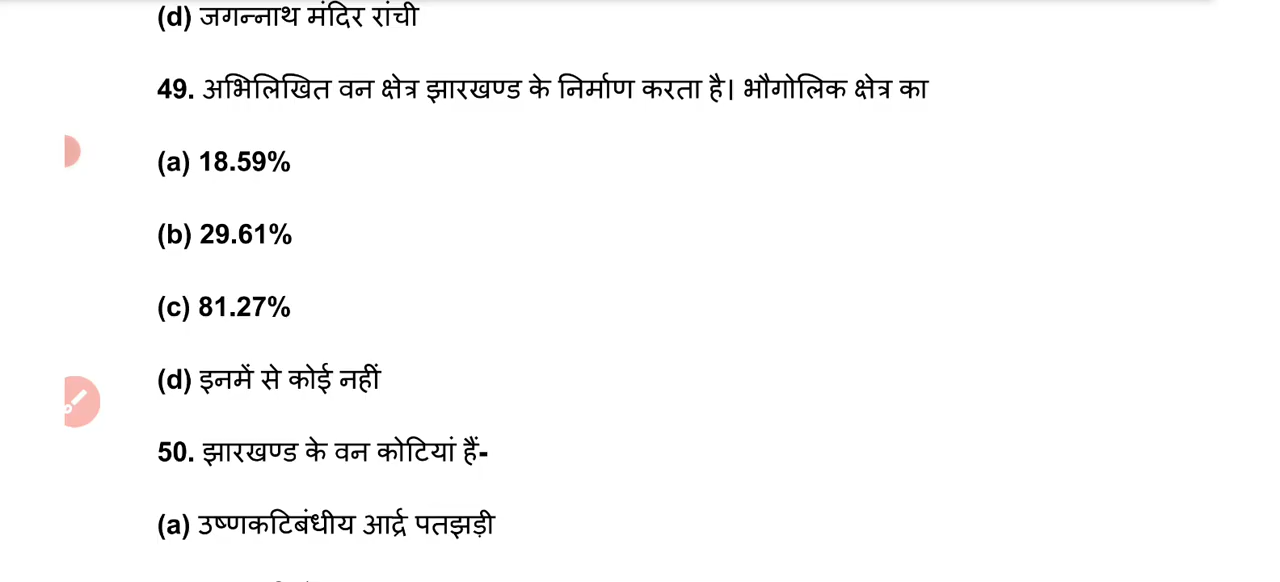 (d) जगन्नाथ मंदिर रांची
49. अभिलिखित वन क्षेत्र झारखण्ड के निर्माण करता है। भौगोलिक क्षेत्र का
(a) 18.59%
(b) 29.61%
(c) 81.27%
(d) इनमें से कोई नहीं
50. झारखण्ड के वन कोटियां हैं-
(a) उष्णकटिबंधीय आर्द्र पतझड़ी